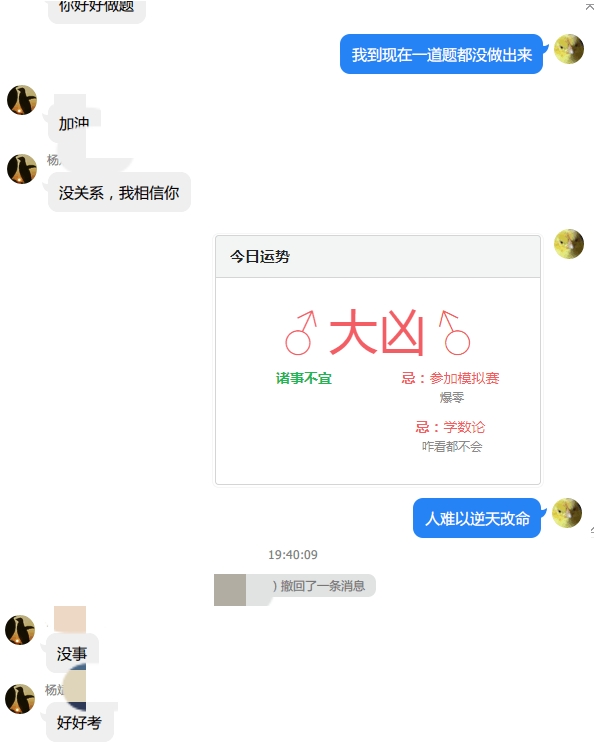 你好好做题
我到现在一道题都没做出来
加油
杨
没关系，我相信你
今日运势
♂大凶♂
诸事不宜
忌：参加模拟赛
爆零
忌：学数论
咋看都不会
人难以逆天改命
19:40:09
) 撤回了一条消息
没事
杨
好好考